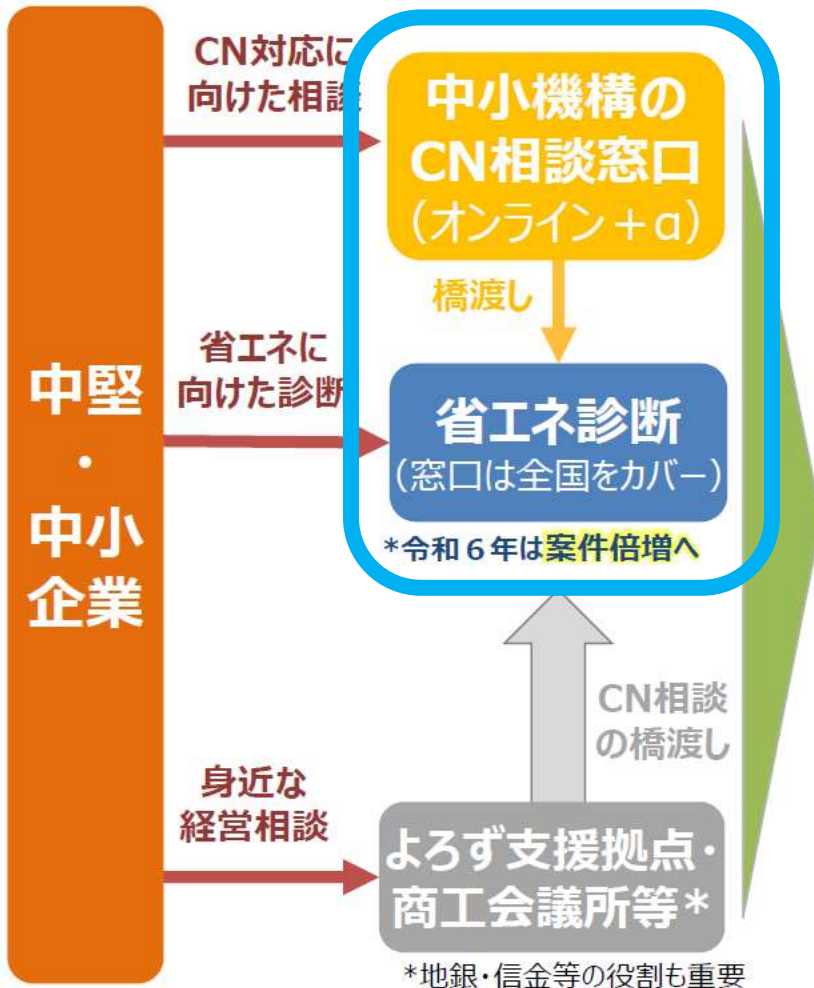 中堅
・
中小
企業
CN対応に
向けた相談
中小機構の
CN相談窓口
（オンライン＋α）
橋渡し
省エネに
向けた診断
省エネ診断
（窓口は全国をカバー）
*令和６年は案件倍増へ
CN相談
の橋渡し
身近な
経営相談
よろず支援拠点・
商工会議所等*
*地銀・信金等の役割も重要